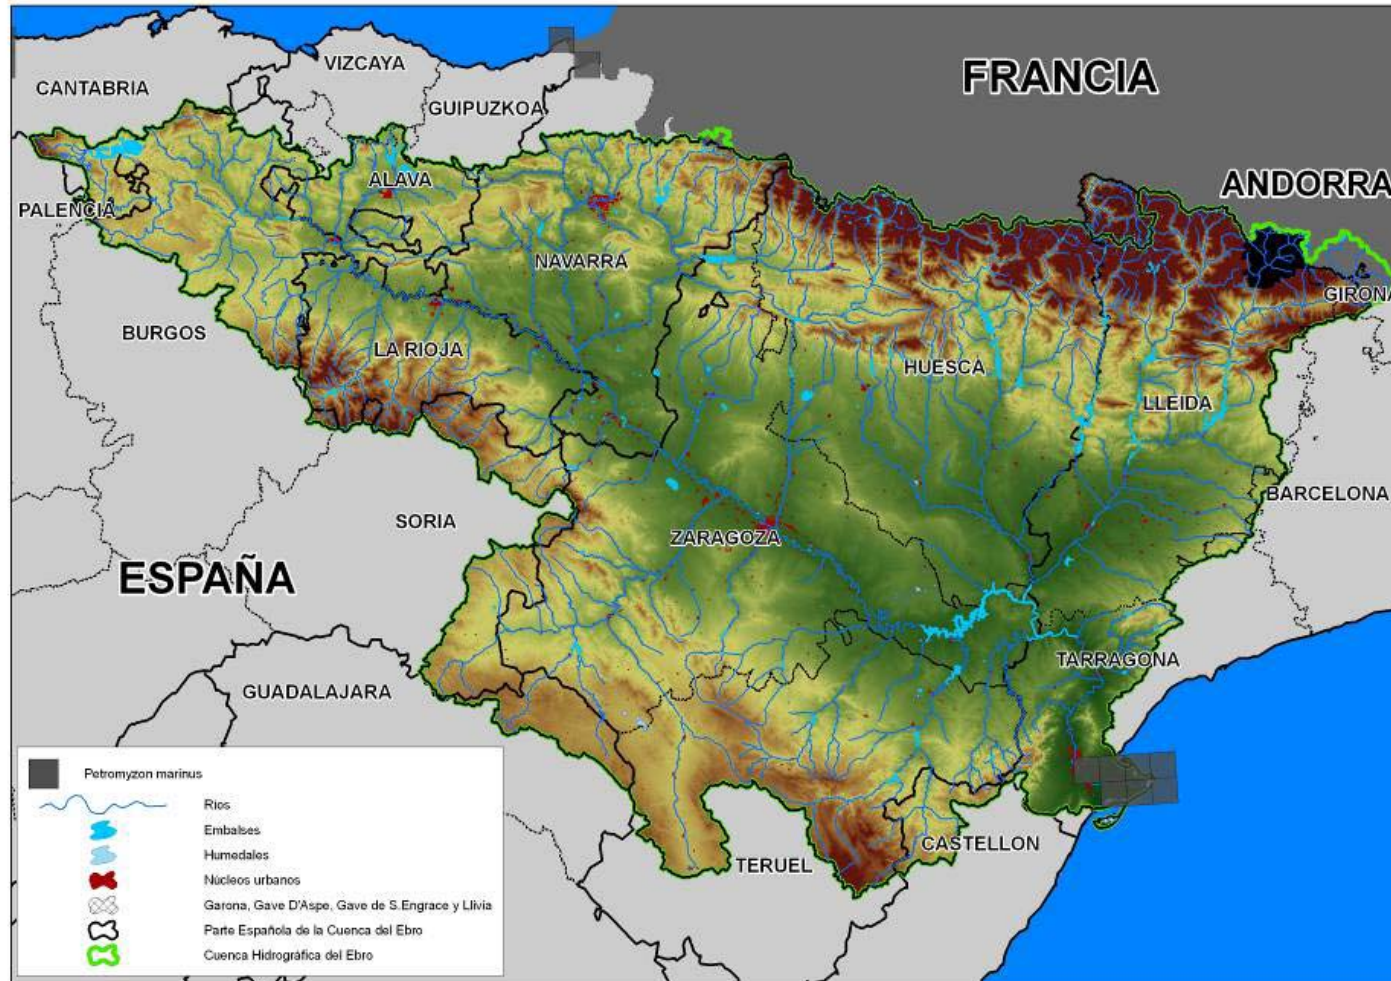 FRANCIA
VIZCAYA
CANTABRIA
GUIPUZKOA
ANDORRA
ALAVA
PALENCIA
NAVARRA
GIRONA
BURGOS
LA RIOJA
HUESCA
LLEIDA
BARCELONA
SORIA
ZARAGOZA
ESPAÑA
TARRAGONA
GUADALAJARA
CASTELLON
TERUEL
Petromyzon marinus
Rios
Embalses
Humedales
Núcleos urbanos
Garona, Gave D'Aspe, Gave de S.Engrace y Llivia
Parte Española de la Cuenca del Ebro
Cuenca Hidrográfica del Ebro